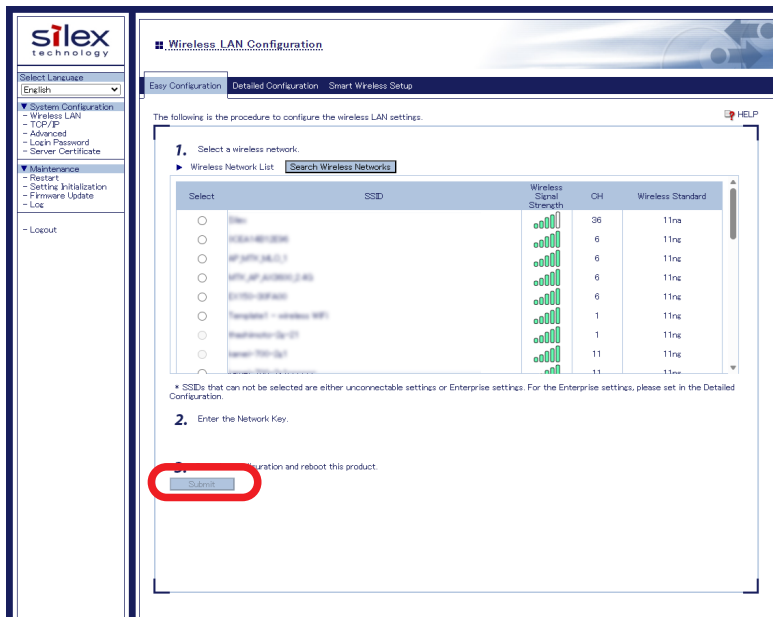 silex
technology
Wireless LAN Configuration
Select Language
English
Easy Configuration Detailed Configuration Smart Wireless Setup
▼ System Configuration
- Wireless LAN
- TCP/IP
- Advanced
- Login Password
- Server Certificate
▼ Maintenance
- Restart
- Setting Initialization
- Firmware Update
- Log
- Logout
The following is the procedure to configure the wireless LAN settings.
HELP
1. Select a wireless network.
► Wireless Network List Search Wireless Networks
Select SSID Wireless Signal Strength CH Wireless Standard
36 11na
6 11ng
6 11ng
6 11ng
6 11ng
1 11ng
1 11ng
11 11ng
11 11ng
* SSIDs that can not be selected are either unconnectable settings or Enterprise settings. For the Enterprise settings, please set in the Detailed
Configuration.
2. Enter the Network Key.
and reboot this product.
Submit